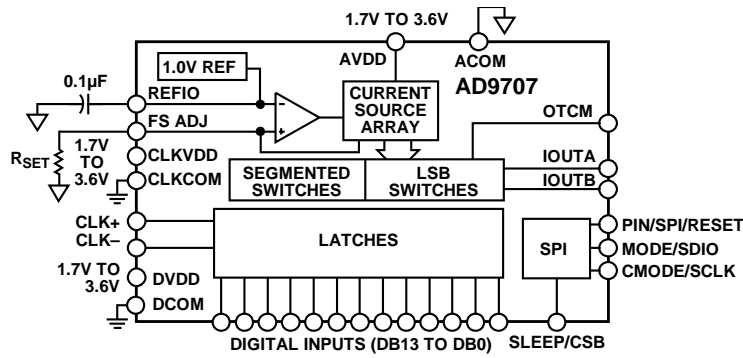 1.7V TO 3.6V
AVDD
ACOM
1.0V REF
AD9707
0.1µF
REFIO
CURRENT
SOURCE
ARRAY
OTCM
FS ADJ
RSET
1.7V
TO
3.6V
CLKVDD
CLKCOM
IOUTA
IOUTB
SEGMENTED
SWITCHES
LSB
SWITCHES
CLK+
CLK–
LATCHES
SPI
PIN/SPI/RESET
MODE/SDIO
CMODE/SCLK
1.7V TO
3.6V
DVDD
DCOM
DIGITAL INPUTS (DB13 TO DB0)
SLEEP/CSB